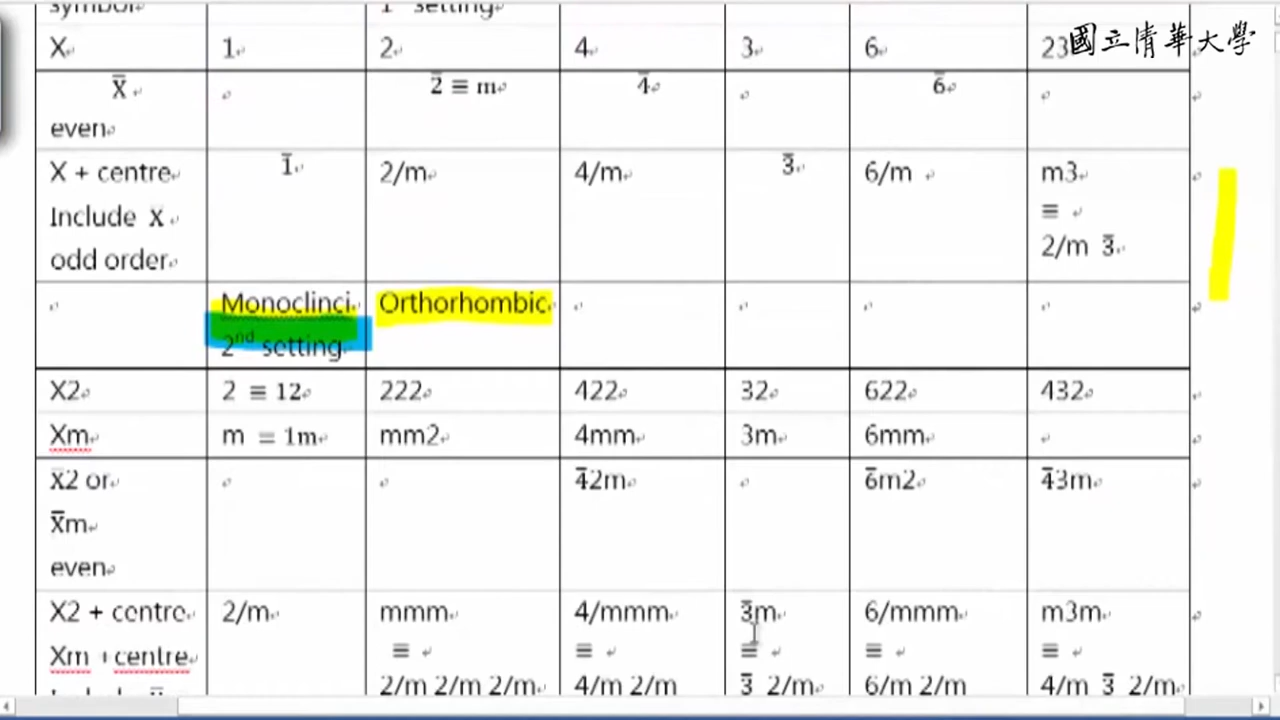 symbol 1 setting
國立清華大學
X 1 2 4 3 6 23
X̄ 2̄ ≡ m 4̄ 6̄
even
X + centre 1̄ 2/m 4/m 3̄ 6/m m3
Include X̄ ≡
odd order 2/m 3̄
Monoclinci Orthorhombic
2nd setting
X2 2 ≡ 12 222 422 32 622 432
Xm m ≡ 1m mm2 4mm 3m 6mm
X̄2 or 4̄2m 6̄m2 4̄3m
X̄m
even
X2 + centre 2/m mmm 4/mmm 3̄m 6/mmm m3m
Xm +centre ≡ ≡ ≡ ≡ ≡
2/m 2/m 2/m 4/m 2/m 3̄ 2/m 6/m 2/m 4/m 3̄ 2/m